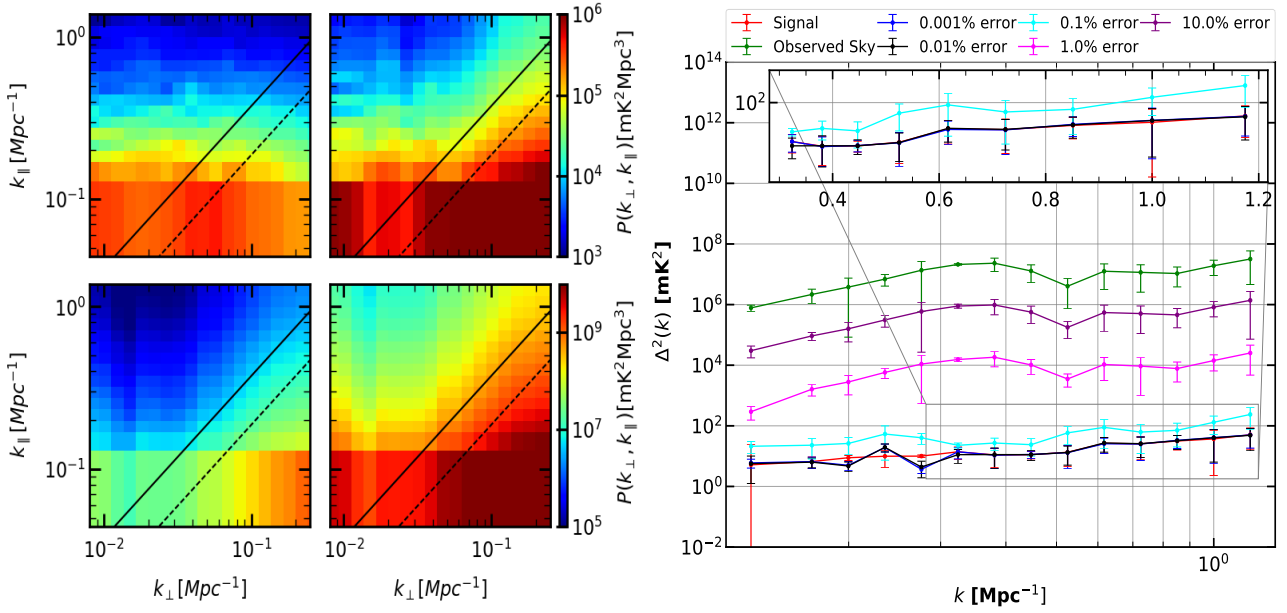 10⁰
10⁻¹
k∥ [Mpc⁻¹]
10⁶
10⁵
10⁴
10³
P(k⊥, k∥)[mK²Mpc³]
10⁰
10⁻¹
k∥ [Mpc⁻¹]
10⁻² 10⁻¹
10⁻² 10⁻¹
k⊥[Mpc⁻¹] k⊥[Mpc⁻¹]
10⁹
10⁷
10⁵
P(k⊥, k∥)[mK²Mpc³]
Signal 0.001% error 0.1% error 10.0% error
Observed Sky 0.01% error 1.0% error
10¹⁴
10¹²
10¹⁰
10⁸
10⁶
10⁴
10²
10⁰
10⁻²
Δ²(k) [mK²]
10²
0.4 0.6 0.8 1.0 1.2
10⁰
k [Mpc⁻¹]